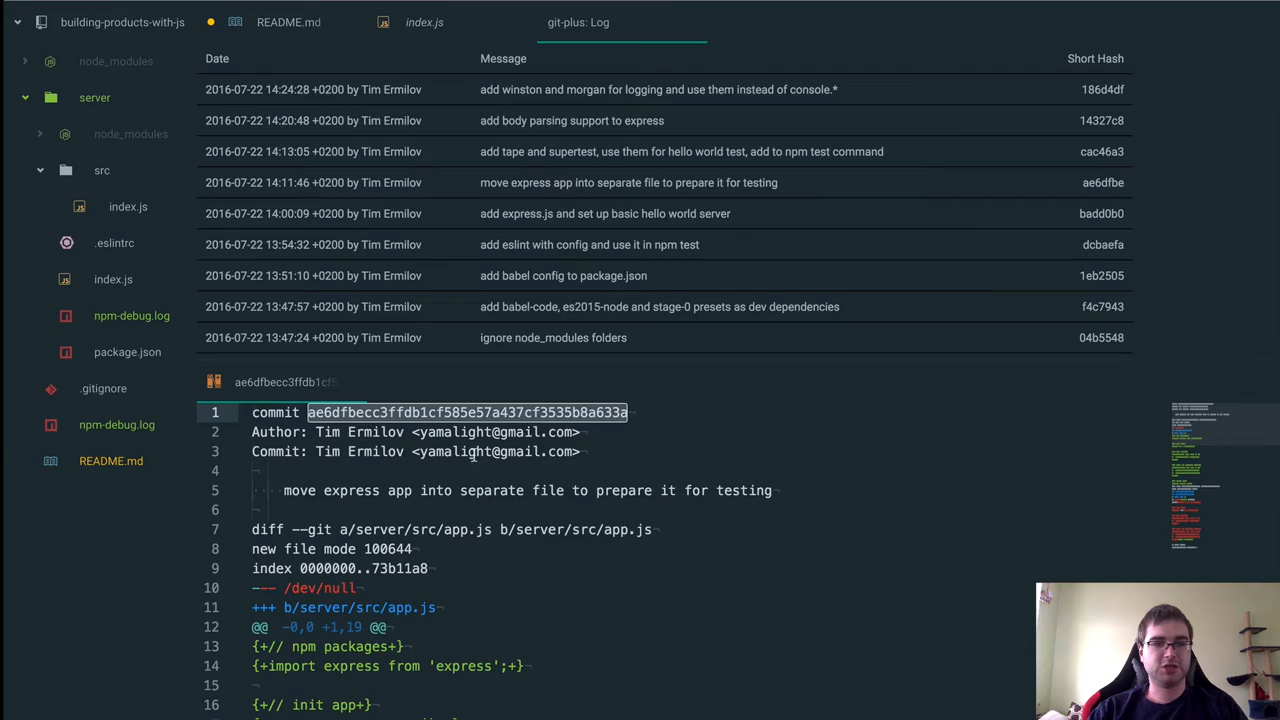 building-products-with-js
README.md
index.js
git-plus: Log
node_modules
server
node_modules
src
index.js
.eslintrc
index.js
npm-debug.log
package.json
.gitignore
npm-debug.log
README.md
Date Message Short Hash
2016-07-22 14:24:28 +0200 by Tim Ermilov add winston and morgan for logging and use them instead of console.* 186d4df
2016-07-22 14:20:48 +0200 by Tim Ermilov add body parsing support to express 14327c8
2016-07-22 14:13:05 +0200 by Tim Ermilov add tape and supertest, use them for hello world test, add to npm test command cac46a3
2016-07-22 14:11:46 +0200 by Tim Ermilov move express app into separate file to prepare it for testing ae6dfbe
2016-07-22 14:00:09 +0200 by Tim Ermilov add express.js and set up basic hello world server badd0b0
2016-07-22 13:54:32 +0200 by Tim Ermilov add eslint with config and use it in npm test dcbaefa
2016-07-22 13:51:10 +0200 by Tim Ermilov add babel config to package.json 1eb2505
2016-07-22 13:47:57 +0200 by Tim Ermilov add babel-code, es2015-node and stage-0 presets as dev dependencies f4c7943
2016-07-22 13:47:24 +0200 by Tim Ermilov ignore node_modules folders 04b5548
ae6dfbecc3ffdb1cf5
1 commit
2 Author: Tim Ermilov <yamalight@gmail.com>
3 Commit: Tim Ermilov <yamalight@gmail.com>
4
5 move express app into separate file to prepare it for testing
6
7 diff --git a/server/src/app.js b/server/src/app.js
8 new file mode 100644
9 index 0000000..73b11a8
10 --- /dev/null
11 +++ b/server/src/app.js
12 @@ -0,0 +1,19 @@
13 {+// npm packages+}
14 {+import express from 'express';+}
15
16 {+// init app+}